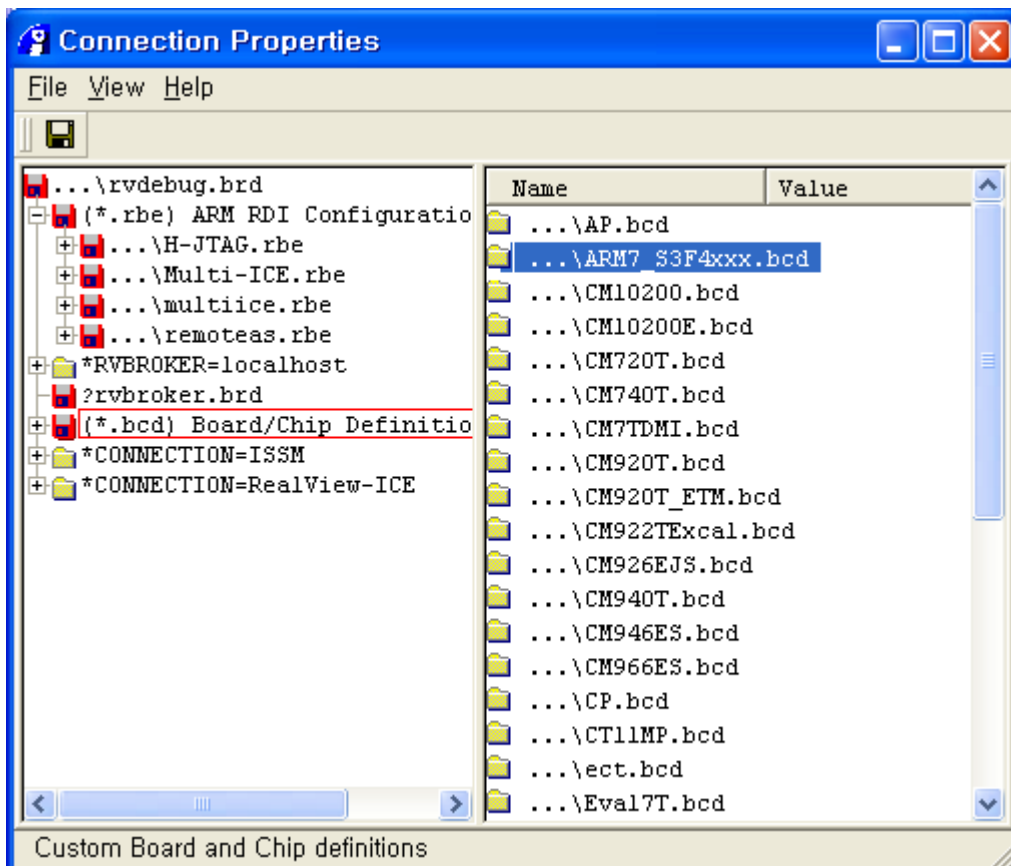 Connection Properties
File View Help
...\rvdebug.brd
(*.rbe) ARM RDI Configuratio
...\H-JTAG.rbe
...\Multi-ICE.rbe
...\multiice.rbe
...\remoteas.rbe
*RVBROKER=localhost
?rvbroker.brd
(*.bcd) Board/Chip Definitio
*CONNECTION=ISSM
*CONNECTION=RealView-ICE
Name Value
...\AP.bcd
...\ARM7_S3F4xxx.bcd
...\CM10200.bcd
...\CM10200E.bcd
...\CM720T.bcd
...\CM740T.bcd
...\CM7TDMI.bcd
...\CM920T.bcd
...\CM920T_ETM.bcd
...\CM922TExcal.bcd
...\CM926EJS.bcd
...\CM940T.bcd
...\CM946ES.bcd
...\CM966ES.bcd
...\CP.bcd
...\CT11MP.bcd
...\ect.bcd
...\Eval7T.bcd
Custom Board and Chip definitions